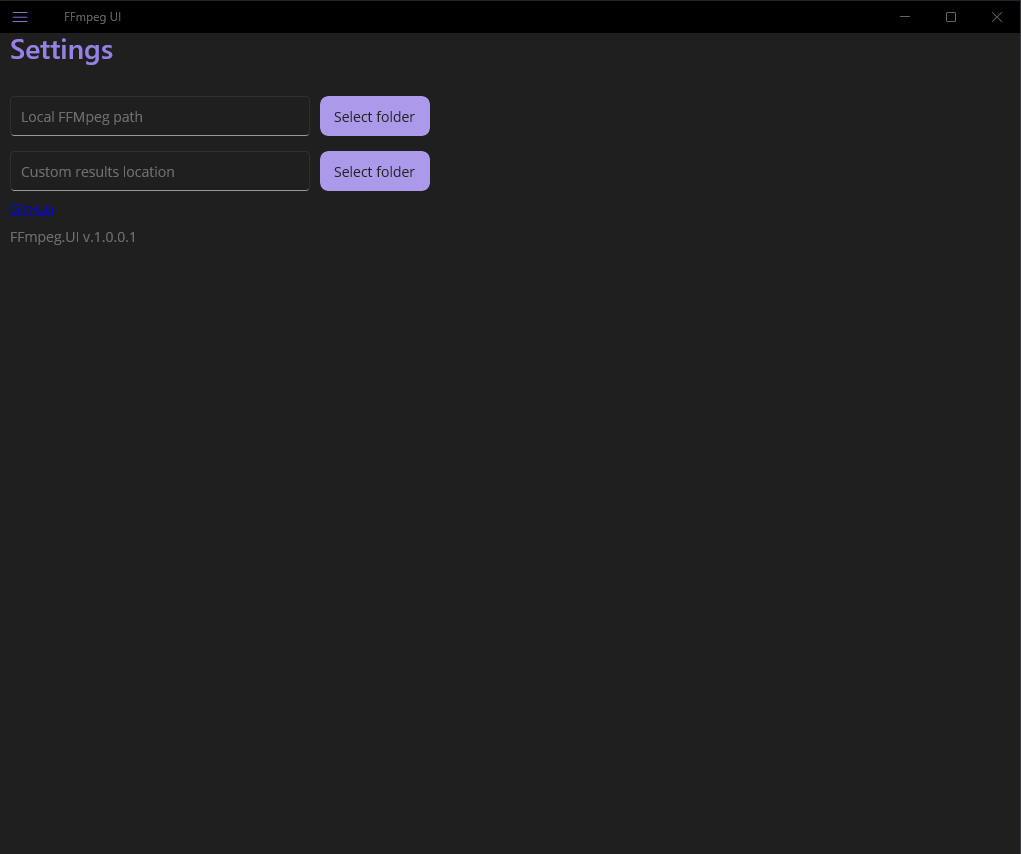 FFmpeg UI
Settings
Local FFMpeg path
Select folder
Custom results location
Select folder
GitHub
FFmpeg.UI v.1.0.0.1